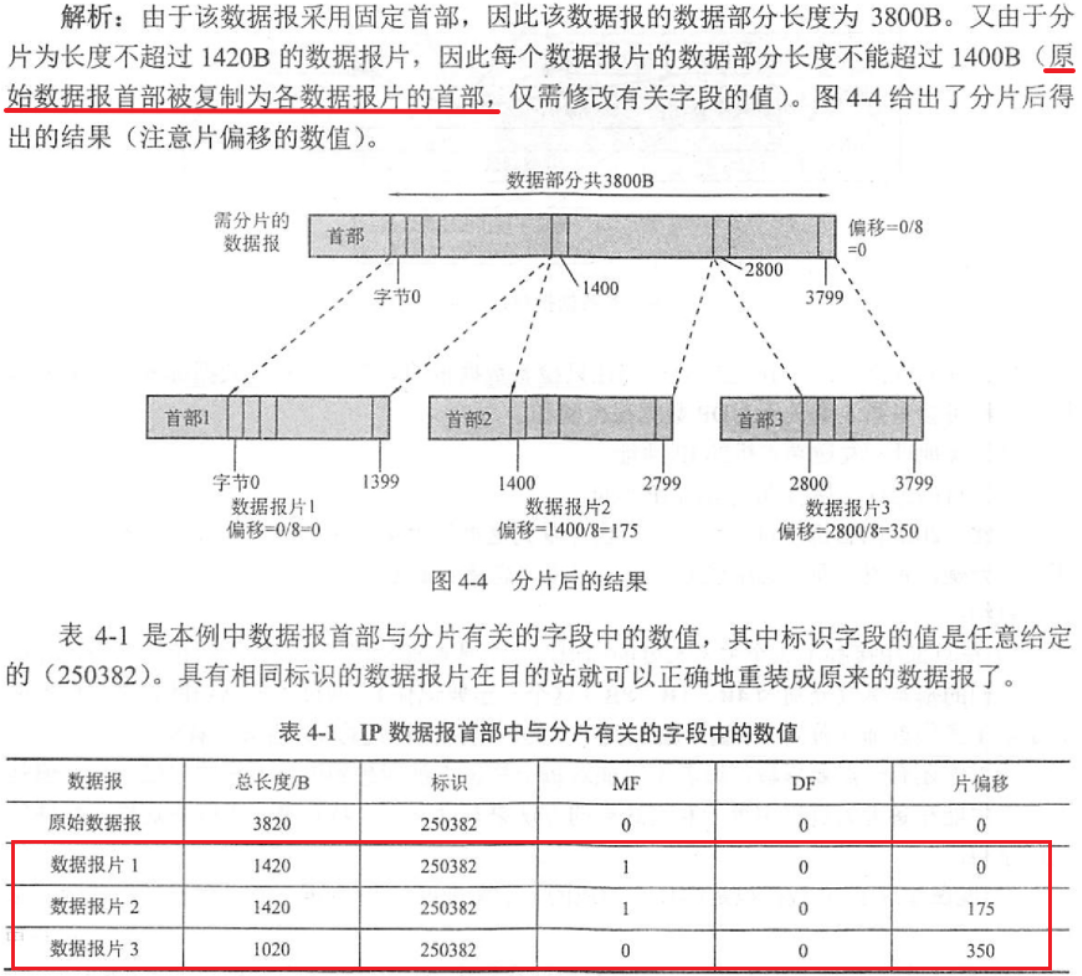 解析：由于该数据报采用固定首部，因此该数据报的数据部分长度为 3800B。又由于分
片为长度不超过 1420B 的数据报片，因此每个数据报片的数据部分长度不能超过 1400B（原
始数据报首部被复制为各数据报片的首部，仅需修改有关字段的值）。图 4-4 给出了分片后得
出的结果（注意片偏移的数值）。
数据部分共3800B
需分片的
数据报
首部
偏移=0/8
=0
字节0
1400
2800
3799
首部1
首部2
首部3
字节0
1399
1400
2799
2800
3799
数据报片1
偏移=0/8=0
数据报片2
偏移=1400/8=175
数据报片3
偏移=2800/8=350
图 4-4 分片后的结果
表 4-1 是本例中数据报首部与分片有关的字段中的数值，其中标识字段的值是任意给定
的（250382）。具有相同标识的数据报片在目的站就可以正确地重装成原来的数据报了。
表 4-1 IP 数据报首部中与分片有关的字段中的数值
数据报 总长度/B 标识 MF DF 片偏移
原始数据报 3820 250382 0 0 0
数据报片 1 1420 250382 1 0 0
数据报片 2 1420 250382 1 0 175
数据报片 3 1020 250382 0 0 350